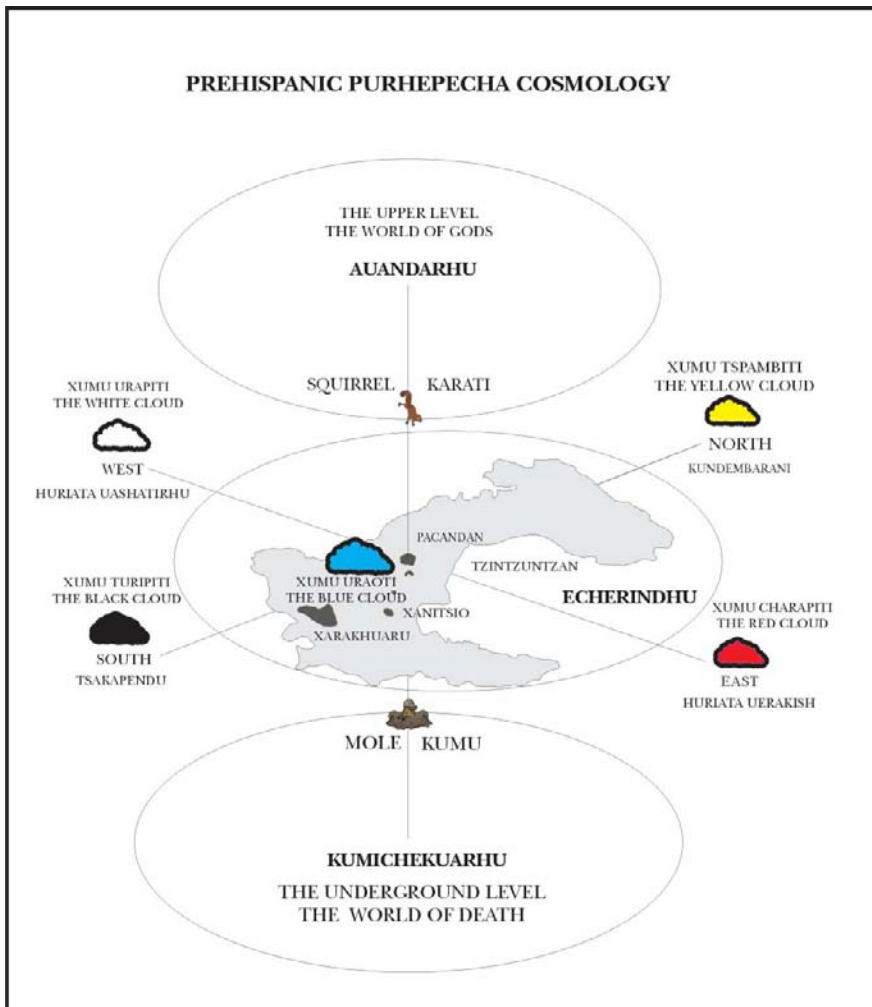 PREHISPANIC PURHEPECHA COSMOLOGY
THE UPPER LEVEL
THE WORLD OF GODS
AUANDARHU
SQUIRREL KARATI
XUMU URAPITI
THE WHITE CLOUD
WEST
HURIATA UASHATIRHU
XUMU TSPAMBITI
THE YELLOW CLOUD
NORTH
KUNDEMBARANI
PACANDAN
TZINTZUNTZAN
XUMU URAOTI
THE BLUE CLOUD
ECHERINDHU
XANITSIO
XARAKHUARU
XUMU TURIPITI
THE BLACK CLOUD
SOUTH
TSAKAPENDU
XUMU CHARAPITI
THE RED CLOUD
EAST
HURIATA UERAKISH
MOLE KUMU
KUMICHEKUARHU
THE UNDERGROUND LEVEL
THE WORLD OF DEATH